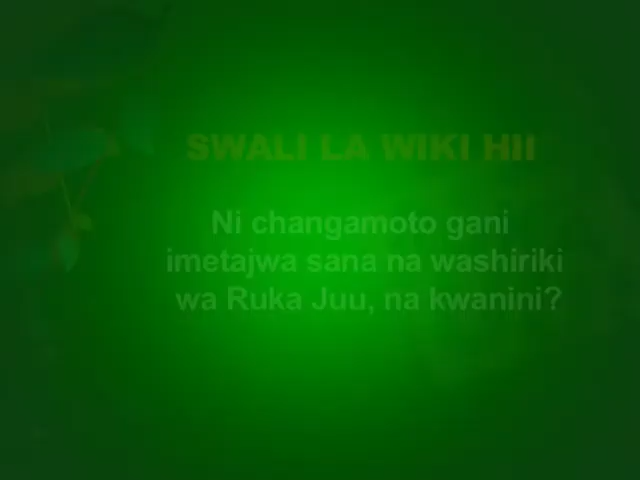 SWALI LA WIKI HII
Ni changamoto gani
imetajwa sana na washiriki
wa Ruka Juu, na kwanini?